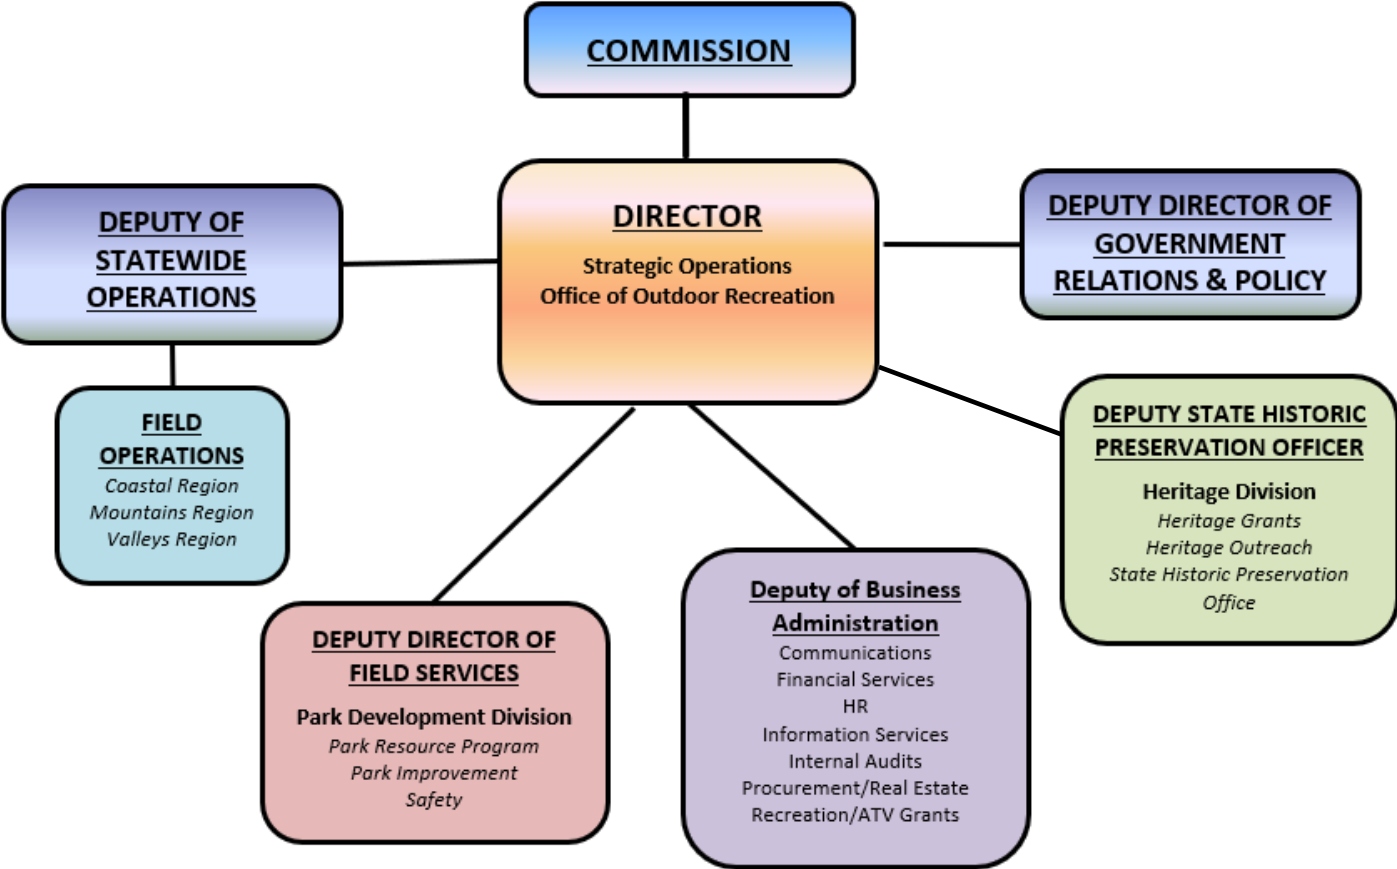 COMMISSION
DIRECTOR
Strategic Operations
Office of Outdoor Recreation
DEPUTY OF
STATEWIDE
OPERATIONS
DEPUTY DIRECTOR OF
GOVERNMENT
RELATIONS & POLICY
FIELD
OPERATIONS
Coastal Region
Mountains Region
Valleys Region
DEPUTY STATE HISTORIC
PRESERVATION OFFICER
Heritage Division
Heritage Grants
Heritage Outreach
State Historic Preservation
Office
DEPUTY DIRECTOR OF
FIELD SERVICES
Park Development Division
Park Resource Program
Park Improvement
Safety
Deputy of Business
Administration
Communications
Financial Services
HR
Information Services
Internal Audits
Procurement/Real Estate
Recreation/ATV Grants